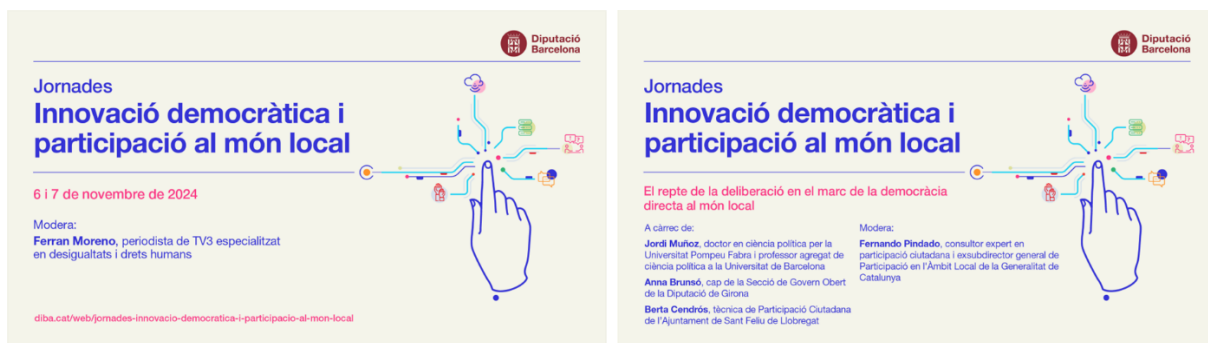 Diputació
Barcelona
Jornades
Innovació democràtica i
participació al món local
6 i 7 de novembre de 2024
Modera:
Ferran Moreno, periodista de TV3 especialitzat
en desigualtats i drets humans
diba.cat/web/jornades-innovacio-democratica-i-participacio-al-mon-local
Diputació
Barcelona
Jornades
Innovació democràtica i
participació al món local
El repte de la deliberació en el marc de la democràcia
directa al món local
A càrrec de:
Jordi Muñoz, doctor en ciència política per la
Universitat Pompeu Fabra i professor agregat de
ciència política a la Universitat de Barcelona
Anna Brunsó, cap de la Secció de Govern Obert
de la Diputació de Girona
Berta Cendrós, tècnica de Participació Ciutadana
de l'Ajuntament de Sant Feliu de Llobregat
Modera:
Fernando Pindado, consultor expert en
participació ciutadana i exsubdirector general de
Participació en l'Àmbit Local de la Generalitat de
Catalunya